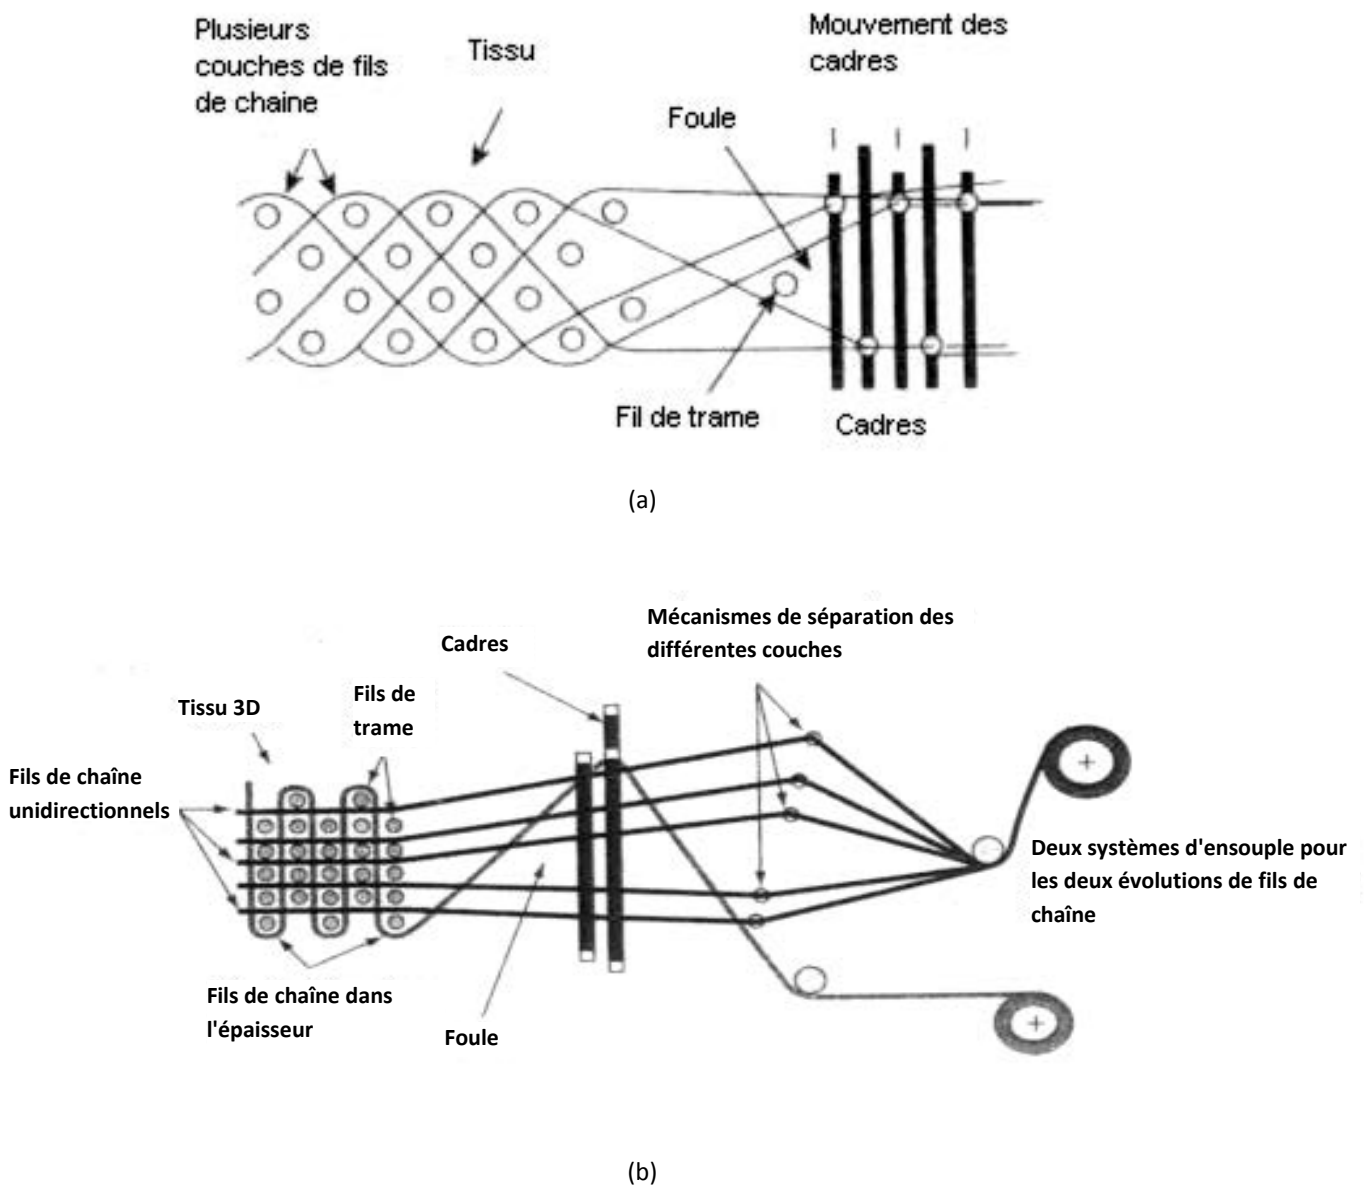 Plusieurs
couches de fils
de chaine
Tissu
Mouvement des
cadres
Foule
Fil de trame
Cadres
(a)
Mécanismes de séparation des
différentes couches
Cadres
Tissu 3D
Fils de
trame
Fils de chaîne
unidirectionnels
Deux systèmes d'ensouple pour
les deux évolutions de fils de
chaîne
Fils de chaîne dans
l'épaisseur
Foule
(b)